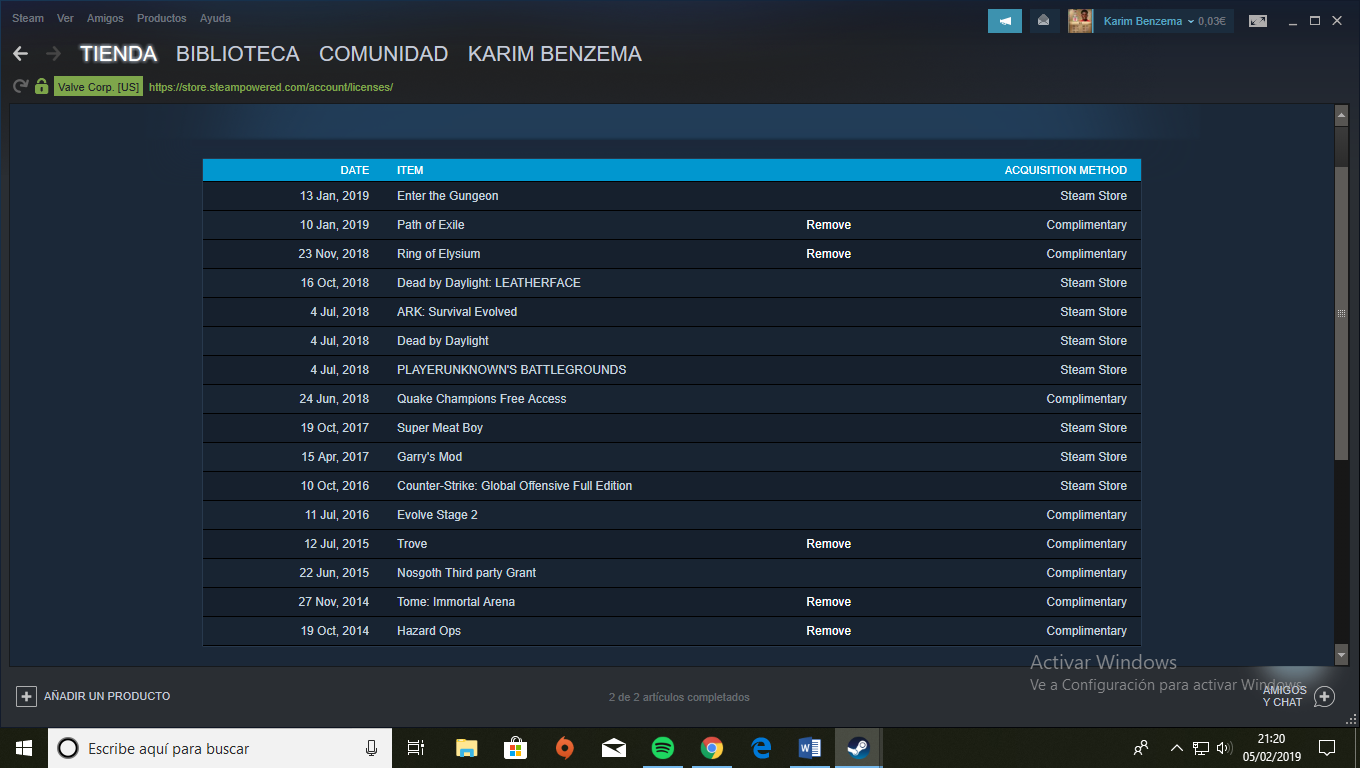 Steam Ver Amigos Productos Ayuda
Karim Benzema 0,03€
TIENDA BIBLIOTECA COMUNIDAD KARIM BENZEMA
Valve Corp. [US] https://store.steampowered.com/account/licenses/
DATE ITEM ACQUISITION METHOD
13 Jan, 2019 Enter the Gungeon Steam Store
10 Jan, 2019 Path of Exile Remove Complimentary
23 Nov, 2018 Ring of Elysium Remove Complimentary
16 Oct, 2018 Dead by Daylight: LEATHERFACE Steam Store
4 Jul, 2018 ARK: Survival Evolved Steam Store
4 Jul, 2018 Dead by Daylight Steam Store
4 Jul, 2018 PLAYERUNKNOWN'S BATTLEGROUNDS Steam Store
24 Jun, 2018 Quake Champions Free Access Complimentary
19 Oct, 2017 Super Meat Boy Steam Store
15 Apr, 2017 Garry's Mod Steam Store
10 Oct, 2016 Counter-Strike: Global Offensive Full Edition Steam Store
11 Jul, 2016 Evolve Stage 2 Complimentary
12 Jul, 2015 Trove Remove Complimentary
22 Jun, 2015 Nosgoth Third party Grant Complimentary
27 Nov, 2014 Tome: Immortal Arena Remove Complimentary
19 Oct, 2014 Hazard Ops Remove Complimentary
Activar Windows
Ve a Configuración para activar Windows.
AÑADIR UN PRODUCTO
2 de 2 artículos completados
AMIGOS
Y CHAT
Escribe aquí para buscar
21:20
05/02/2019